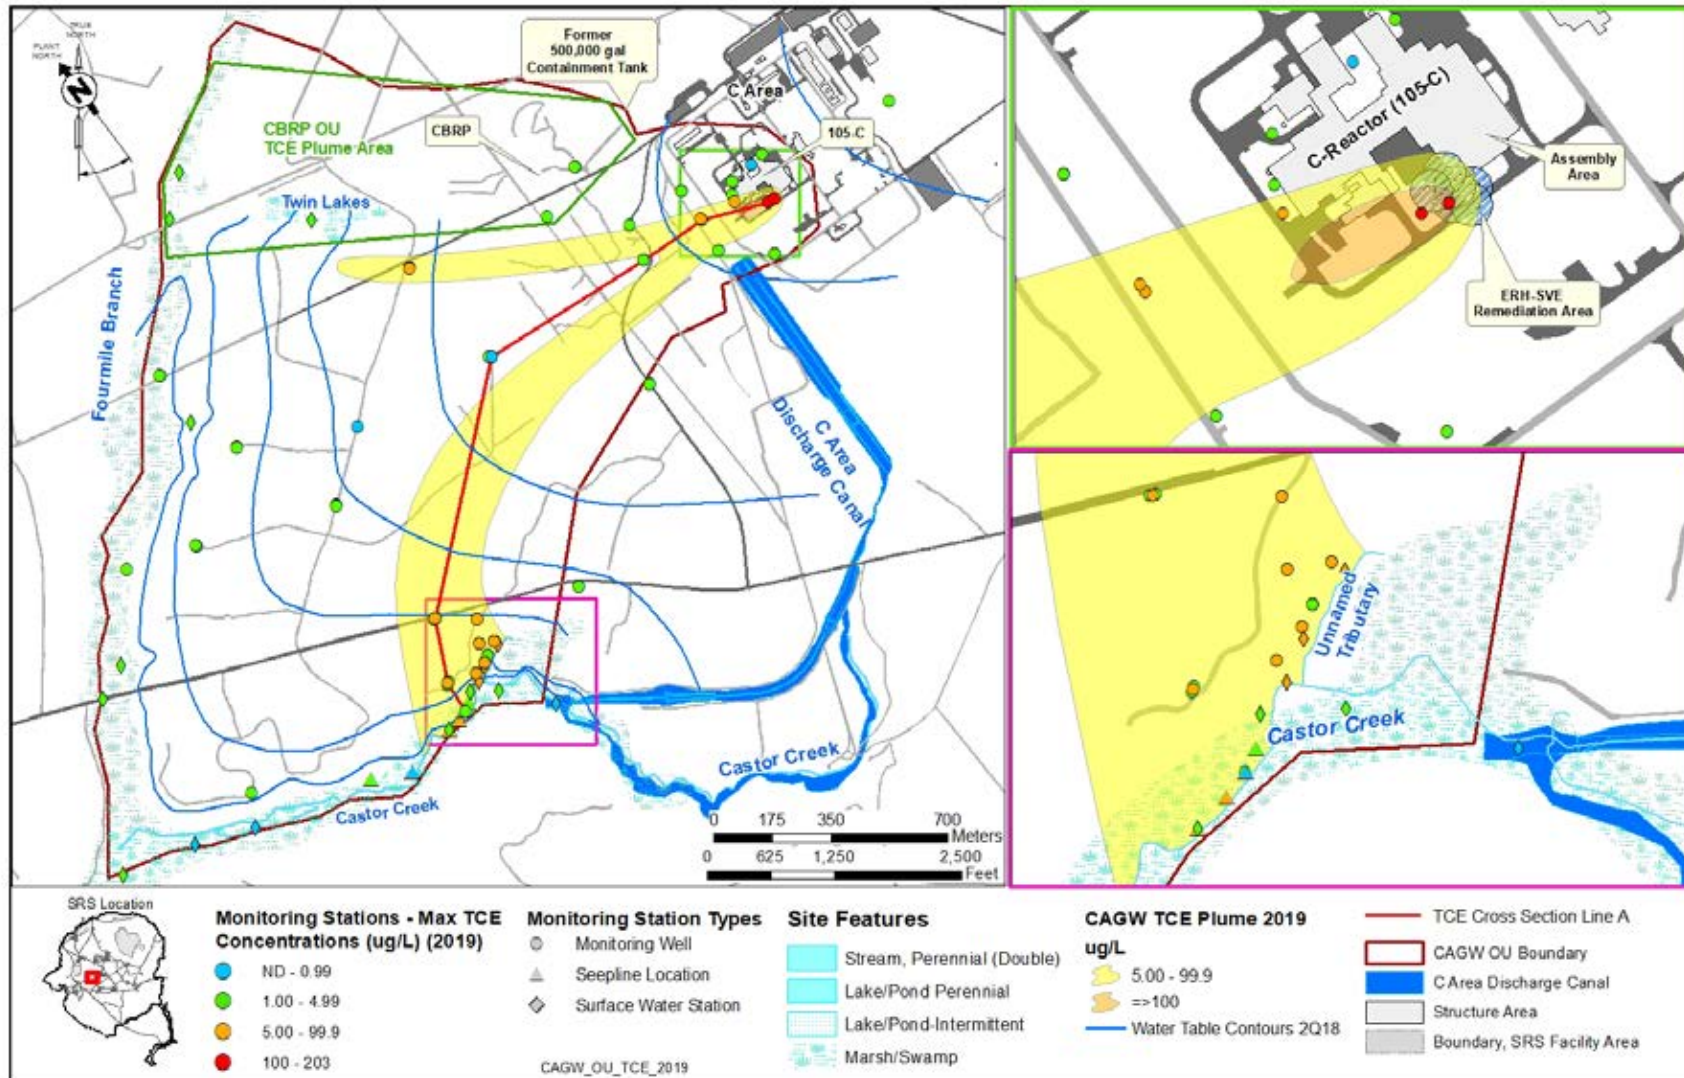 TRUE
NORTH
PLANT
NORTH
N
Former
500,000 gal
Containment Tank
C Area
CBRP OU
TCE Plume Area
CBRP
105-C
Twin Lakes
Fourmile Branch
C Area
Discharge Canal
Castor Creek
Castor Creek
0 175 350 700
Meters
0 625 1,250 2,500
Feet
C-Reactor (105-C)
Assembly
Area
ERH-SVE
Remediation Area
Unnamed
Tributary
Castor Creek
SRS Location
Monitoring Stations - Max TCE
Concentrations (ug/L) (2019)
ND - 0.99
1.00 - 4.99
5.00 - 99.9
100 - 203
Monitoring Station Types
Monitoring Well
Seepline Location
Surface Water Station
CAGW_OU_TCE_2019
Site Features
Stream, Perennial (Double)
Lake/Pond Perennial
Lake/Pond-Intermittent
Marsh/Swamp
CAGW TCE Plume 2019
ug/L
5.00 - 99.9
=>100
Water Table Contours 2Q18
TCE Cross Section Line A
CAGW OU Boundary
C Area Discharge Canal
Structure Area
Boundary, SRS Facility Area